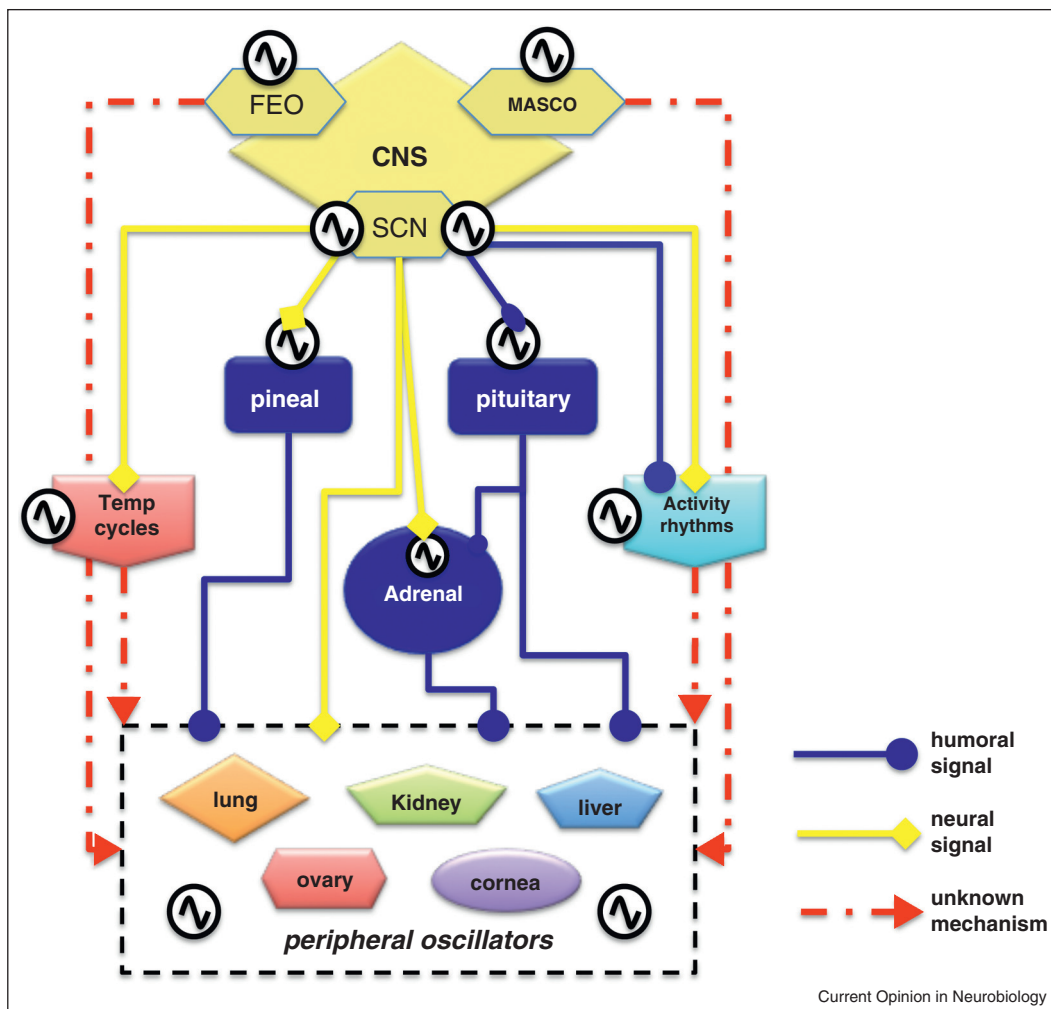 FEO
MASCO
CNS
SCN
pineal
pituitary
Temp
cycles
Activity
rhythms
Adrenal
humoral
signal
lung
Kidney
liver
neural
signal
ovary
cornea
unknown
mechanism
peripheral oscillators
Current Opinion in Neurobiology